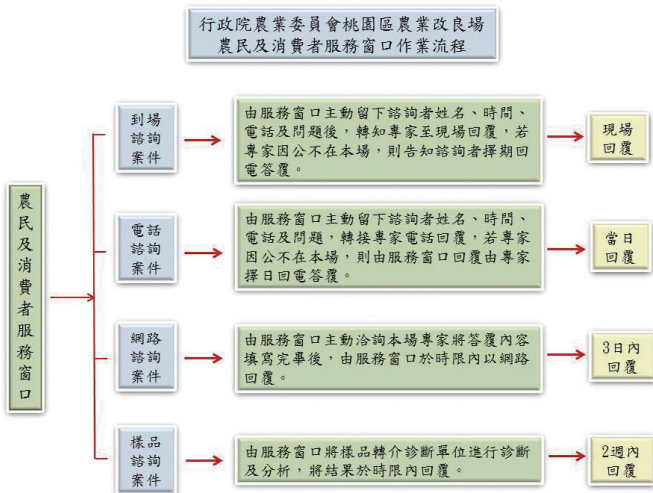 行政院農業委員會桃園區農業改良場
農民及消費者服務窗口作業流程
農民及消費者服務窗口
到場
諮詢
案件
由服務窗口主動留下諮詢者姓名、時間、
電話及問題後，轉知專家至現場回覆，若
專家因公不在本場，則告知諮詢者擇期回
電答覆。
現場
回覆
電話
諮詢
案件
由服務窗口主動留下諮詢者姓名、時間、
電話及問題，轉接專家電話回覆，若專家
因公不在本場，則由服務窗口回覆由專家
擇日回電答覆。
當日
回覆
網路
諮詢
案件
由服務窗口主動洽詢本場專家將答覆內容
填寫完畢後，由服務窗口於時限內以網路
回覆。
3日內
回覆
樣品
諮詢
案件
由服務窗口將樣品轉介診斷單位進行診斷
及分析，將結果於時限內回覆。
2週內
回覆